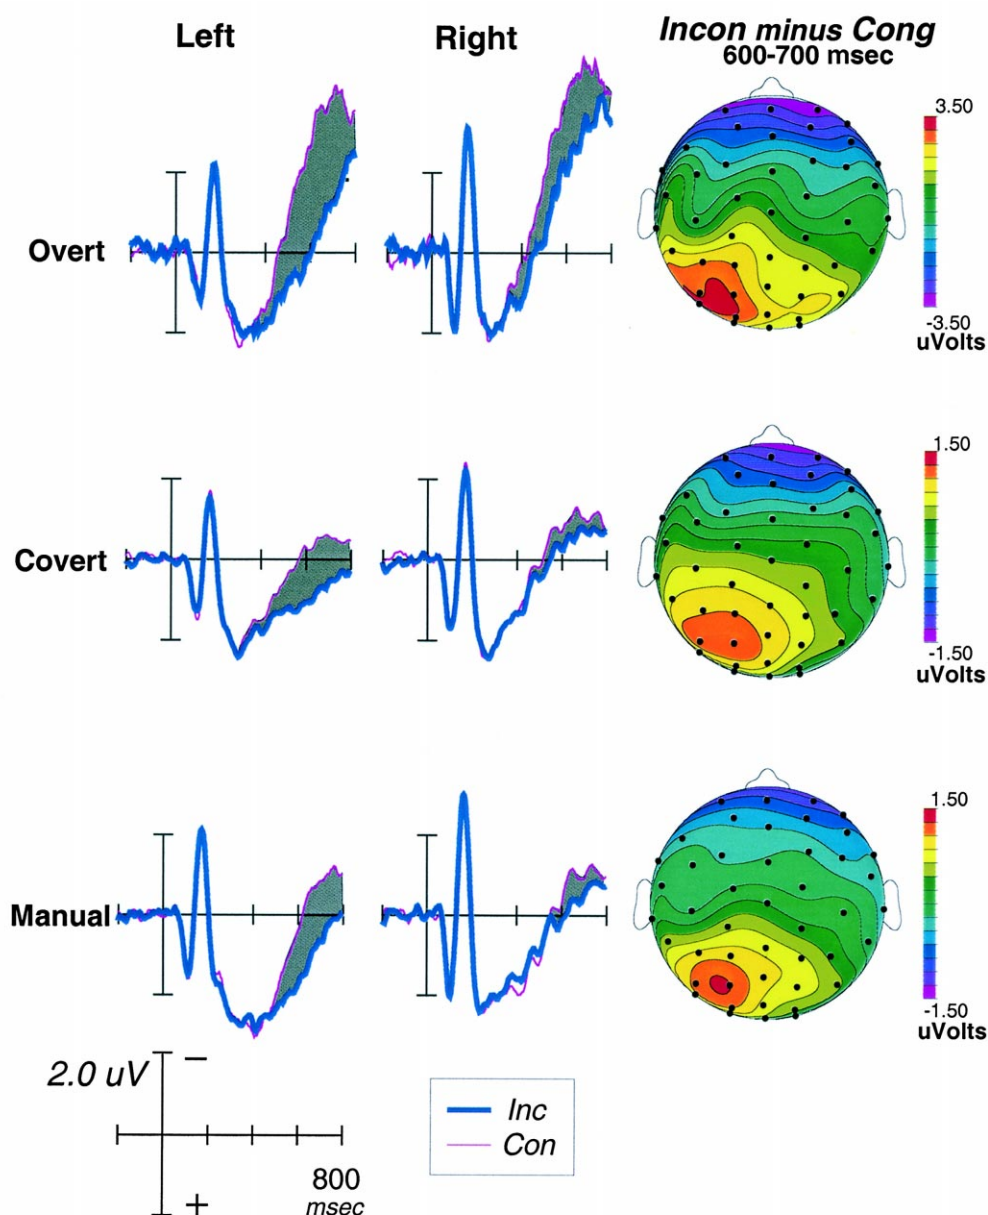 Left
Right
Incon minus Cong
600-700 msec
3.50
Overt
-3.50
uVolts
1.50
Covert
-1.50
uVolts
1.50
Manual
-1.50
uVolts
2.0 uV
−
+
800
msec
Inc
Con